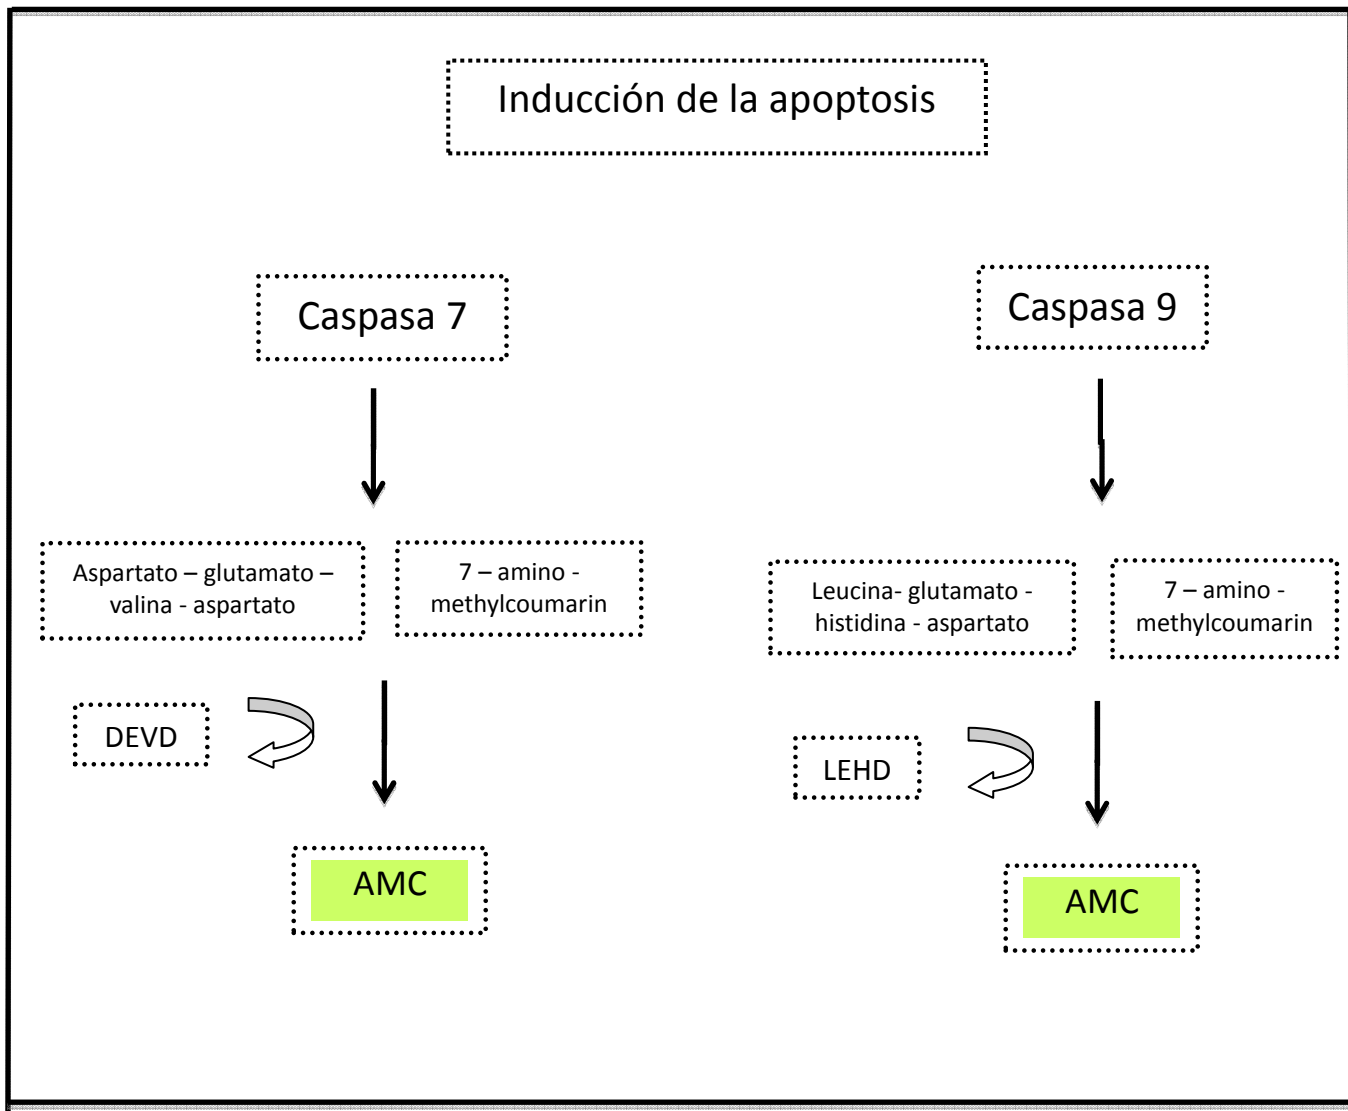 Inducción de la apoptosis
Caspasa 7
Caspasa 9
Aspartato – glutamato –
valina - aspartato
7 – amino -
methylcoumarin
Leucina- glutamato -
histidina - aspartato
7 – amino -
methylcoumarin
DEVD
LEHD
AMC
AMC